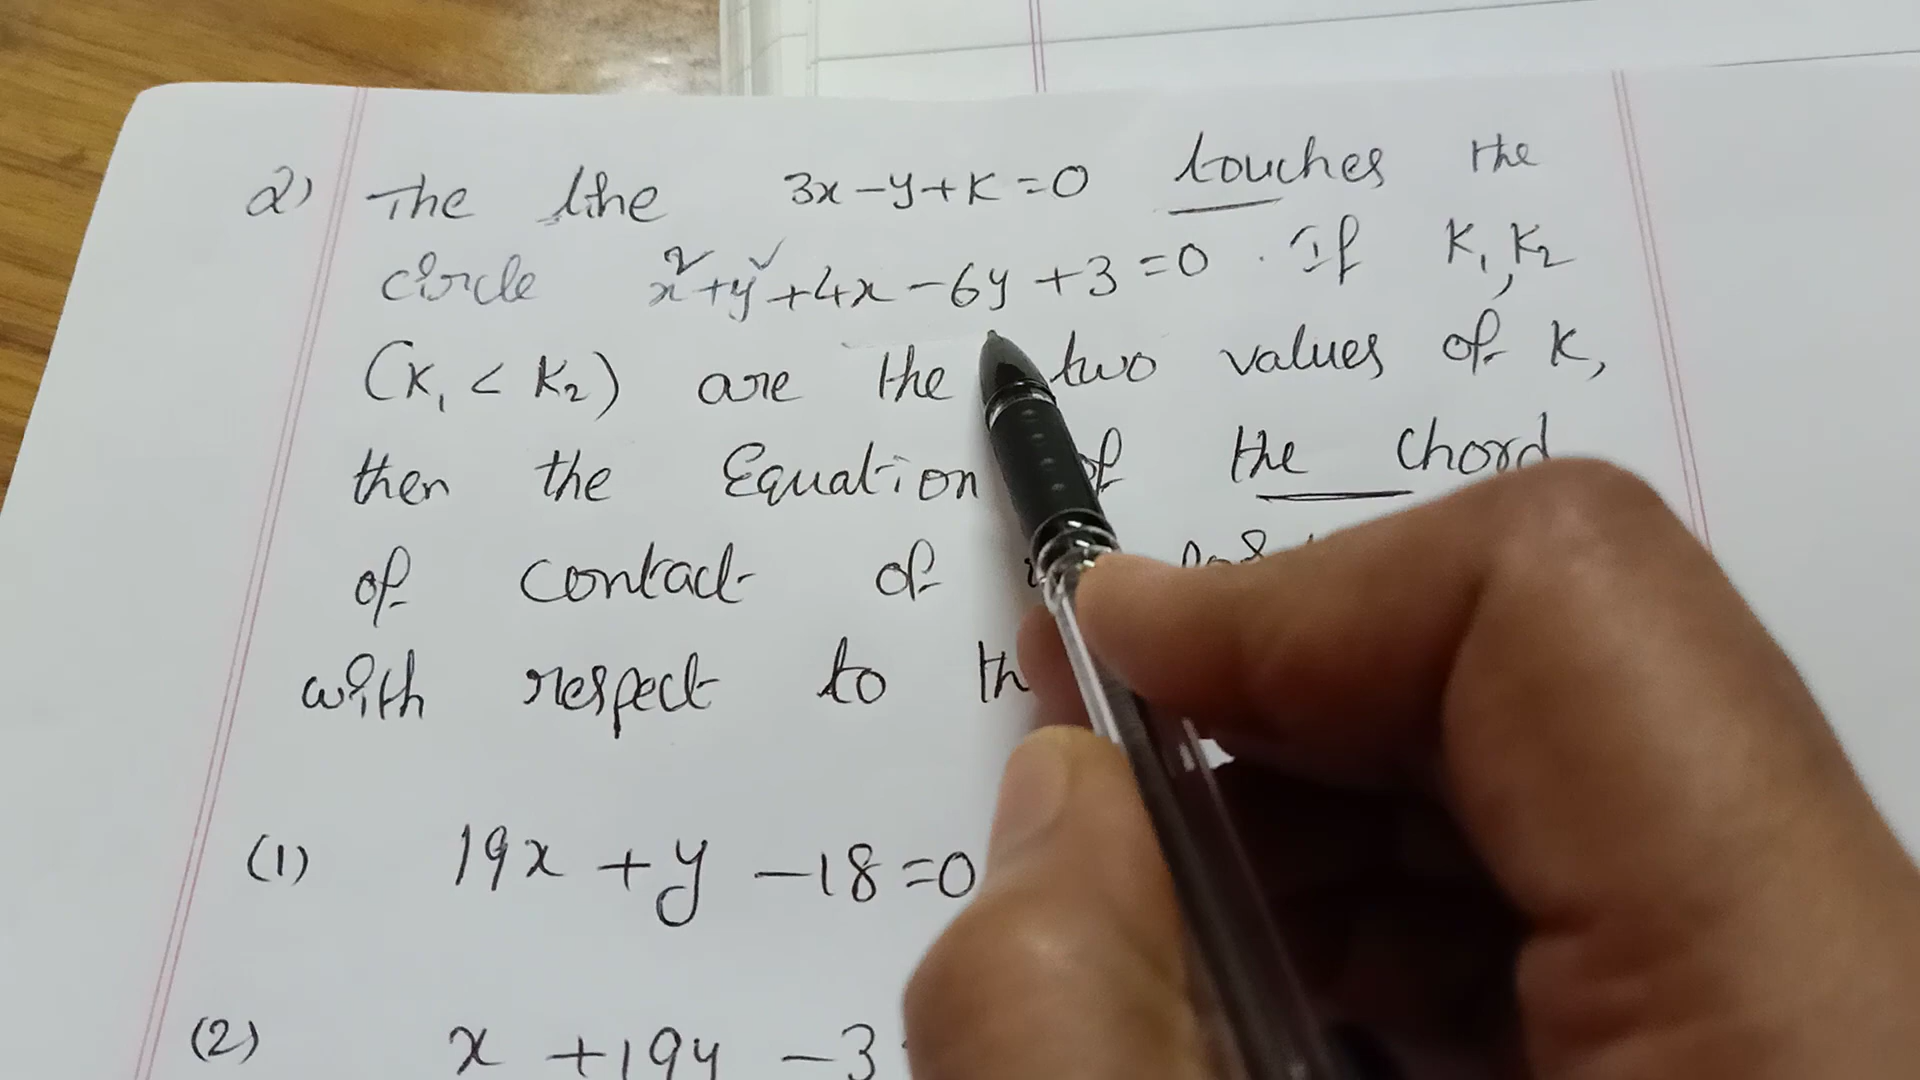 2) The line 3x-y+k=0 touches the
circle x²+y²+4x-6y+3=0. If K₁,K₂
(K₁<K₂) are the two values of K,
then the Equation of the chord
of contact of
with respect to
(1) 19x+y-18=0
(2) x+19y-3